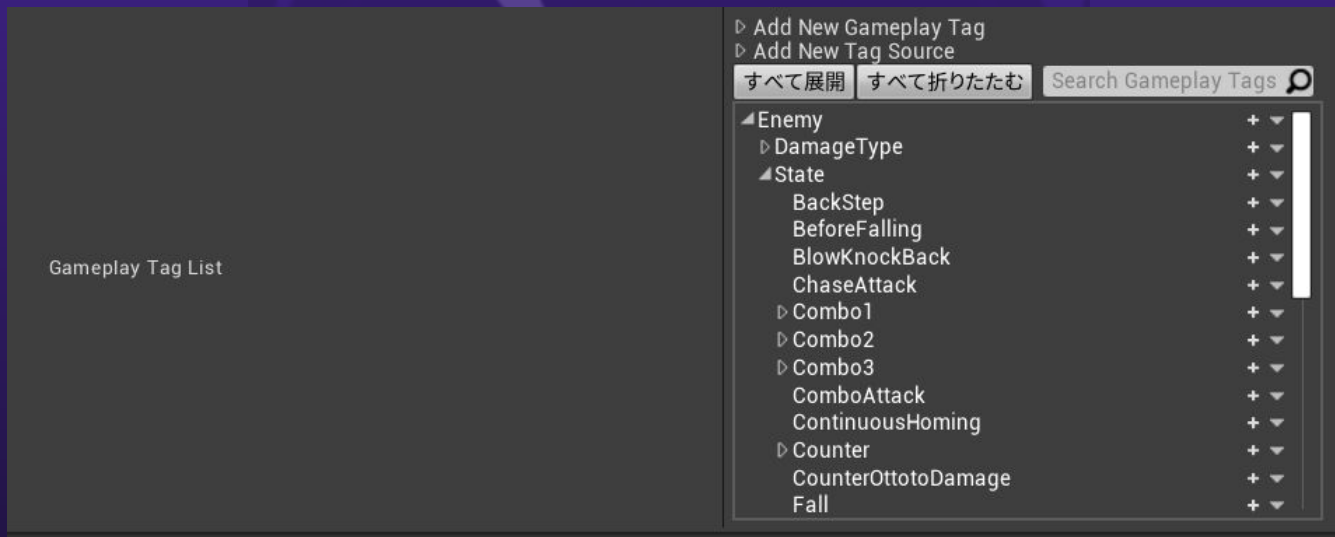 Add New Gameplay Tag
Add New Tag Source
すべて展開 すべて折りたたむ Search Gameplay Tags
Enemy
DamageType
State
BackStep
BeforeFalling
BlowKnockBack
Gameplay Tag List
ChaseAttack
Combo1
Combo2
Combo3
ComboAttack
ContinuousHoming
Counter
CounterOttotoDamage
Fall